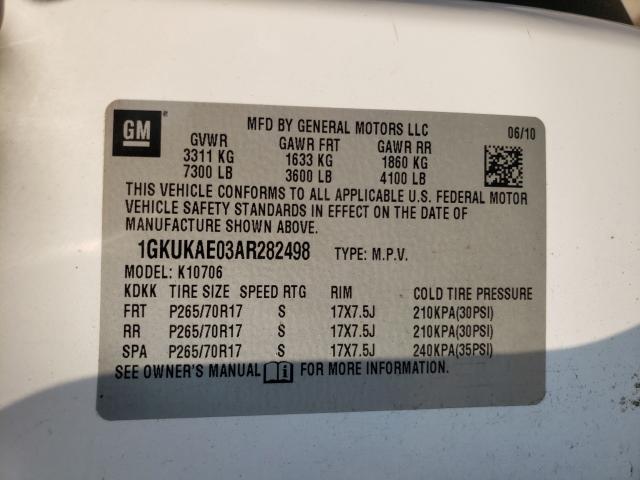 GM
MFD BY GENERAL MOTORS LLC 06/10
GVWR GAWR FRT GAWR RR
3311 KG 1633 KG 1860 KG
7300 LB 3600 LB 4100 LB
THIS VEHICLE CONFORMS TO ALL APPLICABLE U.S. FEDERAL MOTOR
VEHICLE SAFETY STANDARDS IN EFFECT ON THE DATE OF
MANUFACTURE SHOWN ABOVE.
1GKUKAE03AR282498 TYPE: M.P.V.
MODEL: K10706
KDKK TIRE SIZE SPEED RTG RIM COLD TIRE PRESSURE
FRT P265/70R17 S 17X7.5J 210KPA(30PSI)
RR P265/70R17 S 17X7.5J 210KPA(30PSI)
SPA P265/70R17 S 17X7.5J 240KPA(35PSI)
SEE OWNER'S MANUAL i FOR MORE INFORMATION.